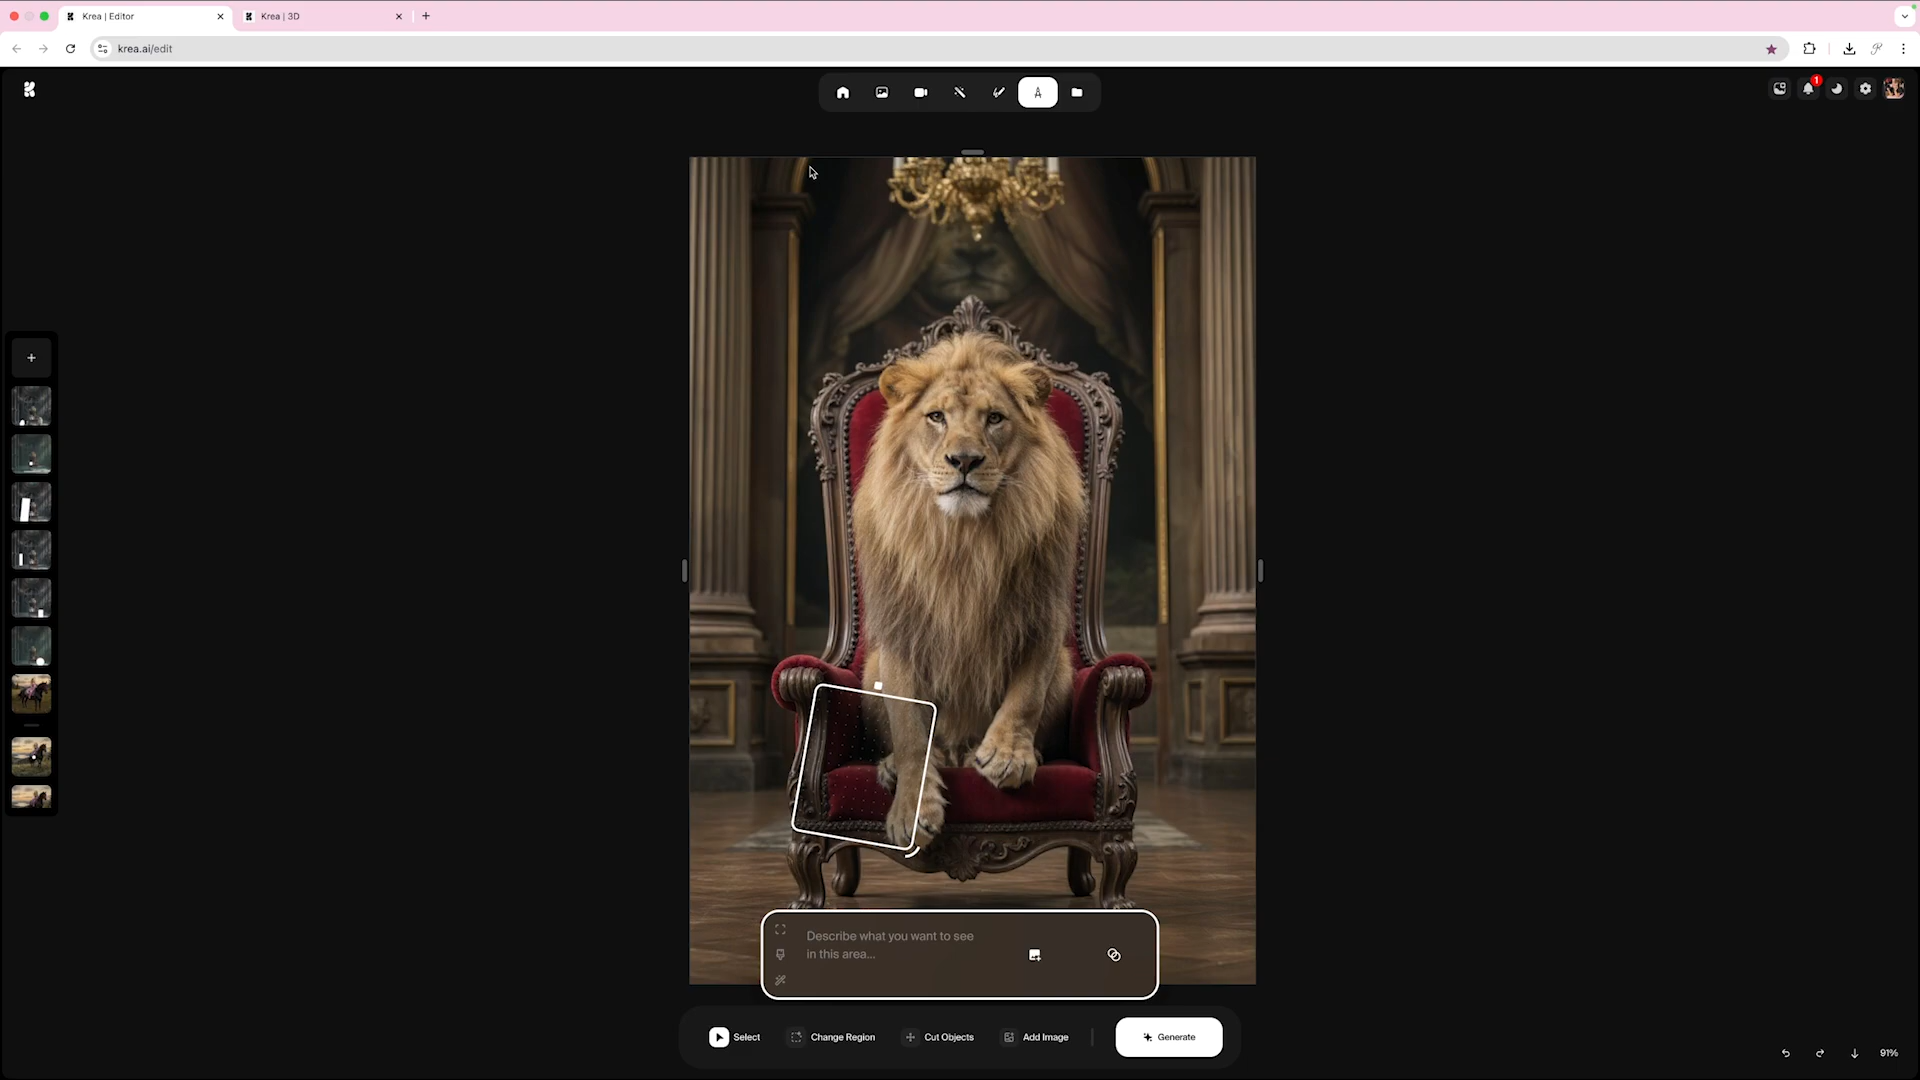 Krea | Editor
Krea | 3D
krea.ai/edit
1
Describe what you want to see
in this area...
Select
Change Region
Cut Objects
Add Image
Generate
91%